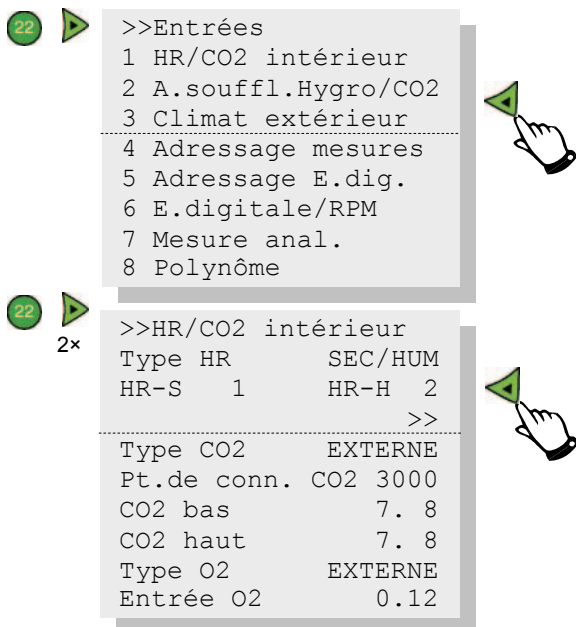 22
>>Entrées
1 HR/CO2 intérieur
2 A.souffl.Hygro/CO2
3 Climat extérieur
4 Adressage mesures
5 Adressage E.dig.
6 E.digitale/RPM
7 Mesure anal.
8 Polynôme
22
2×
>>HR/CO2 intérieur
Type HR SEC/HUM
HR-S 1 HR-H 2
>>
Type CO2 EXTERNE
Pt.de conn. CO2 3000
CO2 bas 7. 8
CO2 haut 7. 8
Type O2 EXTERNE
Entrée O2 0.12